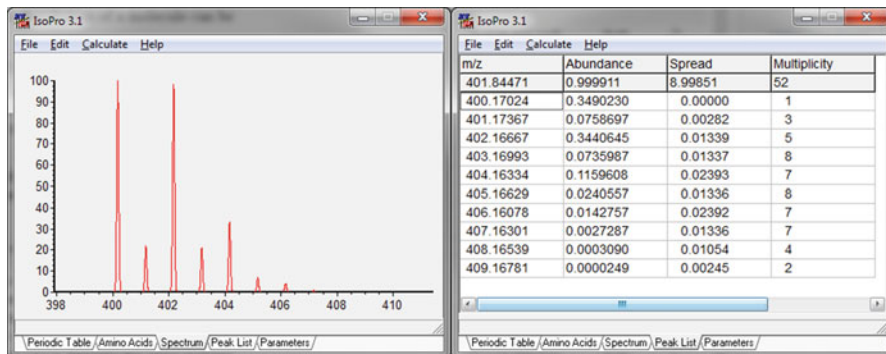 IsoPro 3.1
File Edit Calculate Help
100
90
80
70
60
50
40
30
20
10
0
398 400 402 404 406 408 410
Periodic Table Amino Acids Spectrum Peak List Parameters
IsoPro 3.1
File Edit Calculate Help
m/z Abundance Spread Multiplicity
401.84471 0.999911 8.99851 52
400.17024 0.3490230 0.00000 1
401.17367 0.0758697 0.00282 3
402.16667 0.3440645 0.01339 5
403.16993 0.0735987 0.01337 8
404.16334 0.1159608 0.02393 7
405.16629 0.0240557 0.01336 8
406.16078 0.0142757 0.02392 7
407.16301 0.0027287 0.01336 7
408.16539 0.0003090 0.01054 4
409.16781 0.0000249 0.00245 2
Periodic Table Amino Acids Spectrum Peak List Parameters